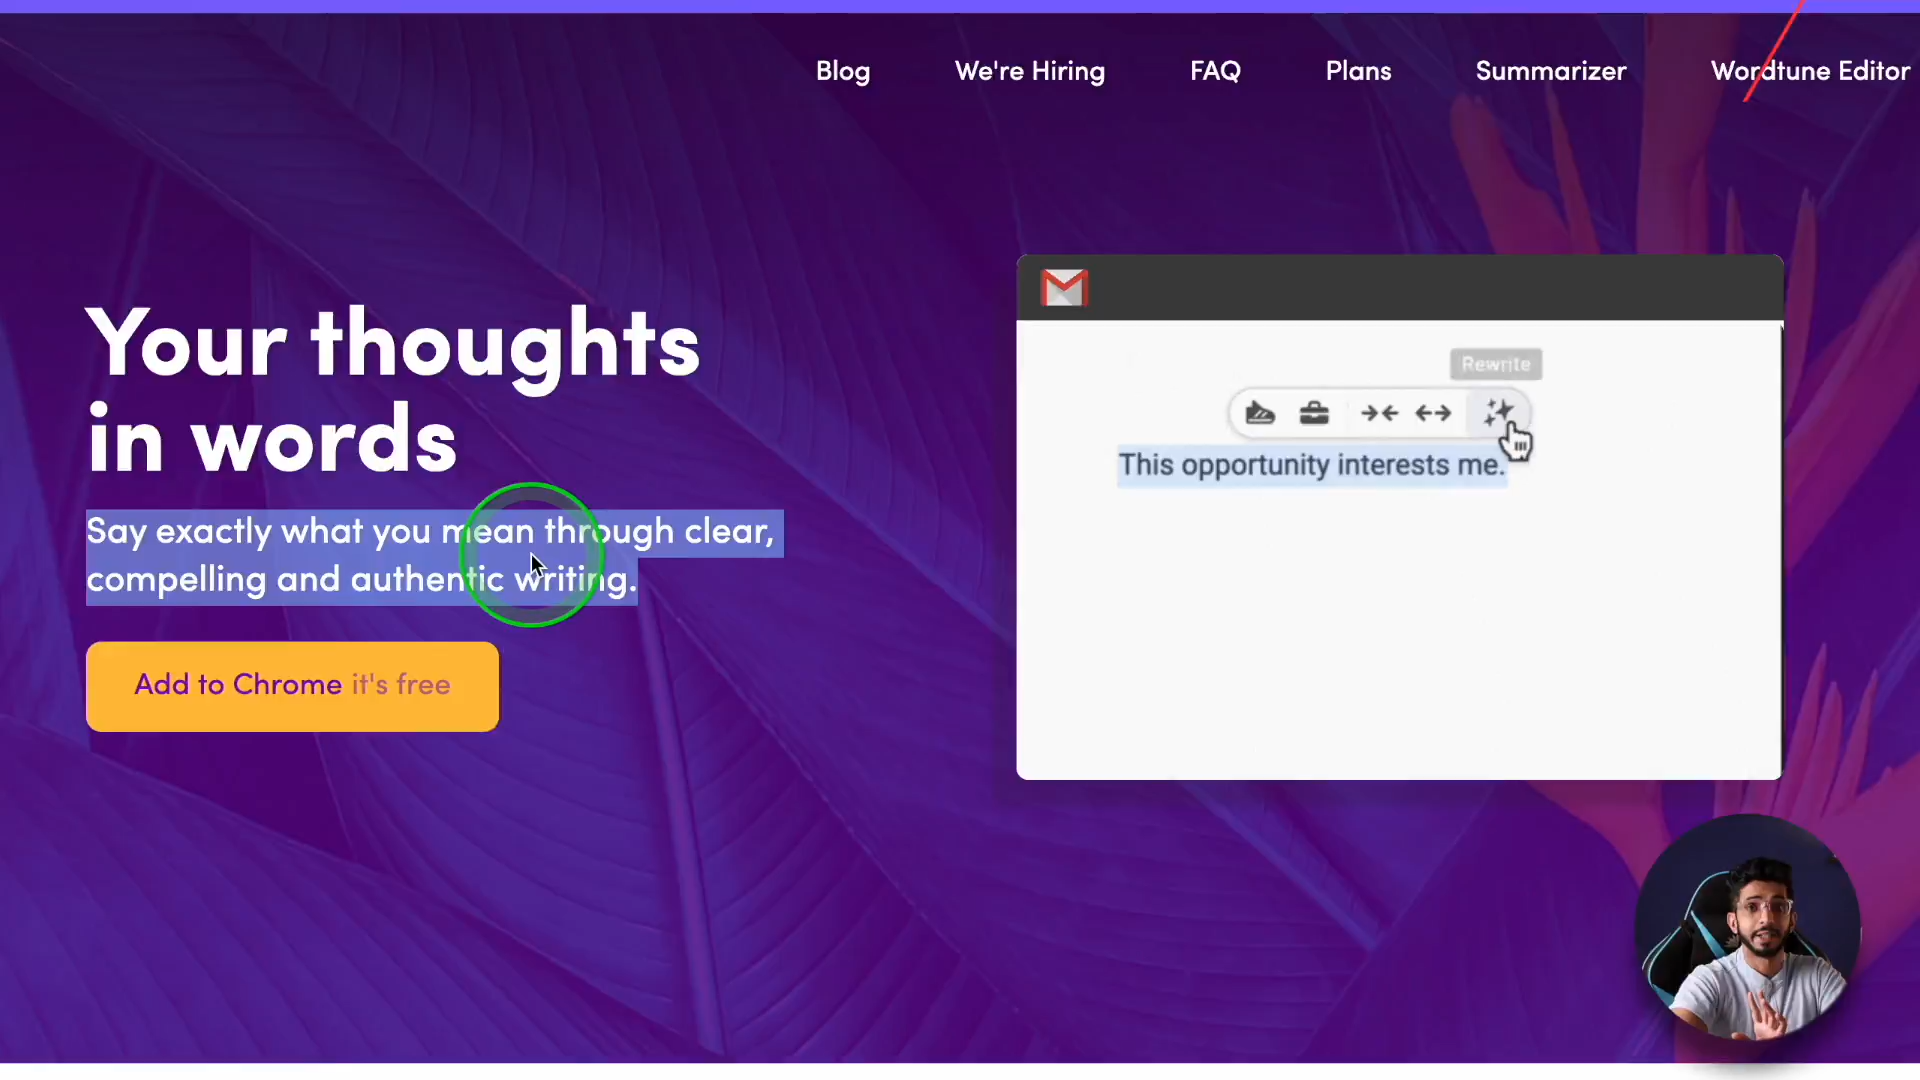 Blog We're Hiring FAQ Plans Summarizer Wordtune Editor
Your thoughts
in words
Say exactly what you mean through clear,
compelling and authentic writing.
Add to Chrome it's free
Rewrite
This opportunity interests me.